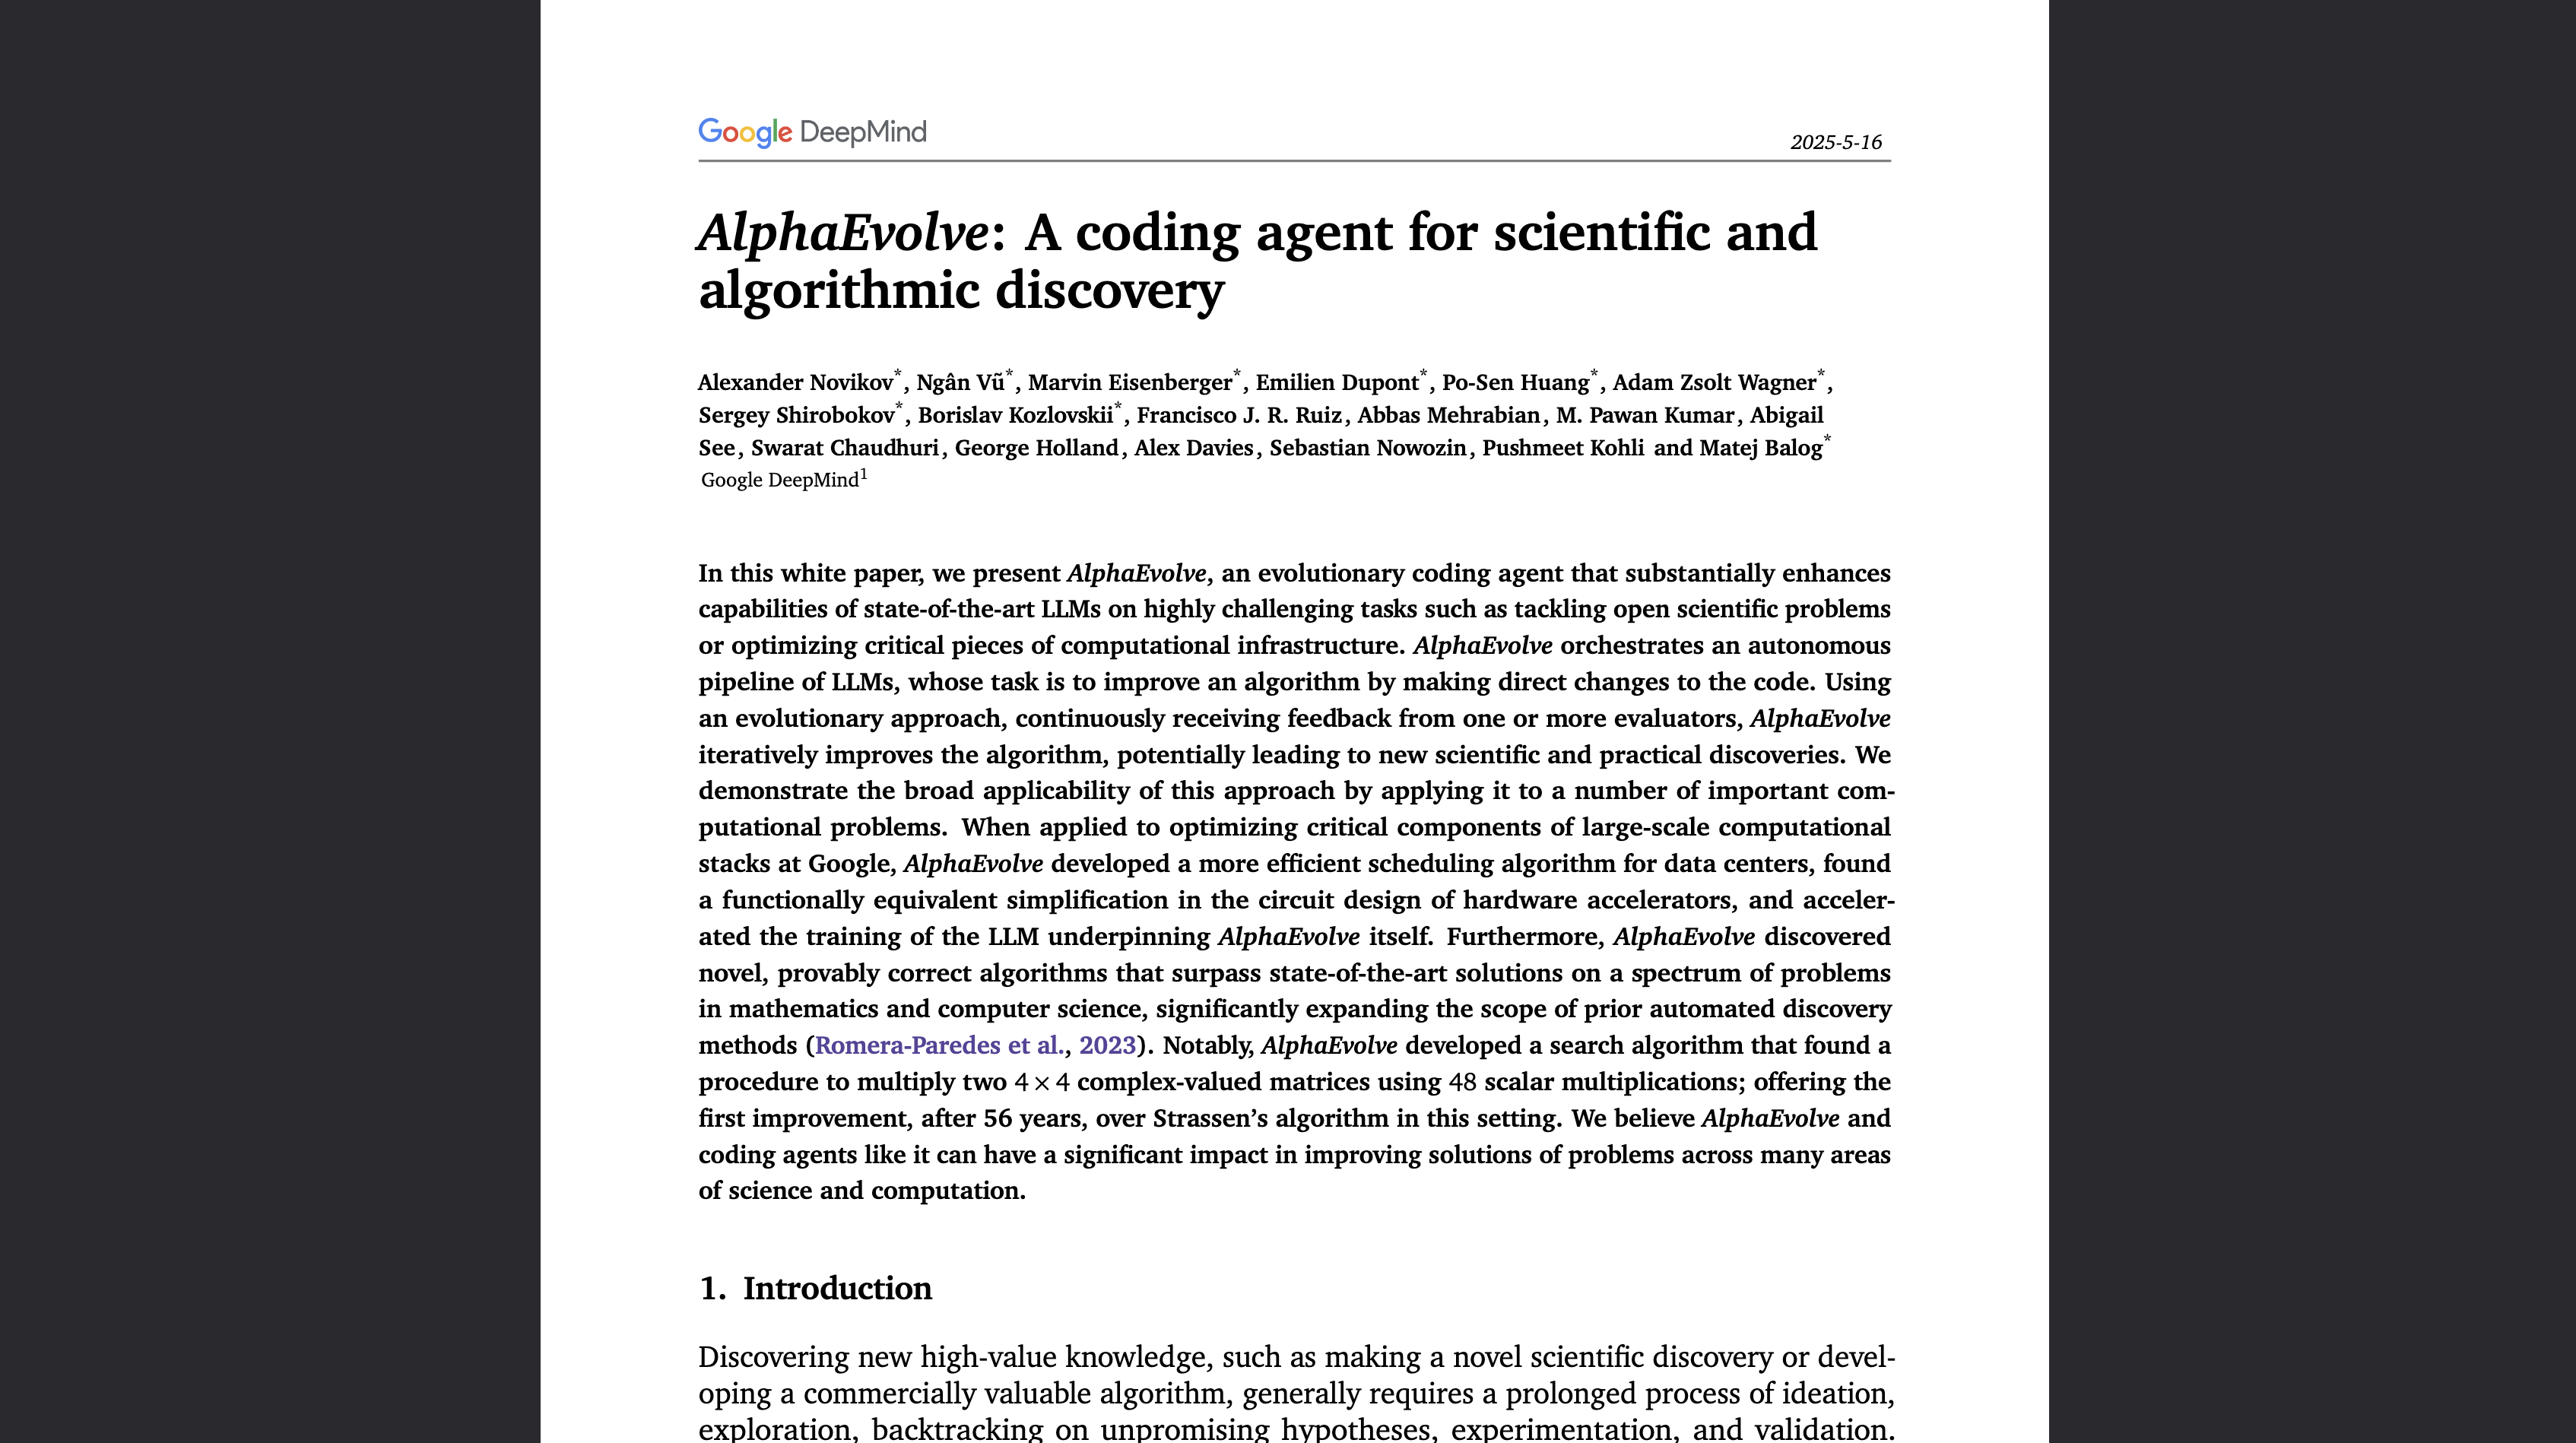 Google DeepMind
2025-5-16
AlphaEvolve: A coding agent for scientific and
algorithmic discovery
Alexander Novikov*, Ngân Vũ*, Marvin Eisenberger*, Emilien Dupont*, Po-Sen Huang*, Adam Zsolt Wagner*,
Sergey Shirobokov*, Borislav Kozlovskii*, Francisco J. R. Ruiz, Abbas Mehrabian, M. Pawan Kumar, Abigail
See, Swarat Chaudhuri, George Holland, Alex Davies, Sebastian Nowozin, Pushmeet Kohli and Matej Balog*
Google DeepMind¹
In this white paper, we present AlphaEvolve, an evolutionary coding agent that substantially enhances
capabilities of state-of-the-art LLMs on highly challenging tasks such as tackling open scientific problems
or optimizing critical pieces of computational infrastructure. AlphaEvolve orchestrates an autonomous
pipeline of LLMs, whose task is to improve an algorithm by making direct changes to the code. Using
an evolutionary approach, continuously receiving feedback from one or more evaluators, AlphaEvolve
iteratively improves the algorithm, potentially leading to new scientific and practical discoveries. We
demonstrate the broad applicability of this approach by applying it to a number of important com-
putational problems. When applied to optimizing critical components of large-scale computational
stacks at Google, AlphaEvolve developed a more efficient scheduling algorithm for data centers, found
a functionally equivalent simplification in the circuit design of hardware accelerators, and acceler-
ated the training of the LLM underpinning AlphaEvolve itself. Furthermore, AlphaEvolve discovered
novel, provably correct algorithms that surpass state-of-the-art solutions on a spectrum of problems
in mathematics and computer science, significantly expanding the scope of prior automated discovery
methods (Romera-Paredes et al., 2023). Notably, AlphaEvolve developed a search algorithm that found a
procedure to multiply two 4 × 4 complex-valued matrices using 48 scalar multiplications; offering the
first improvement, after 56 years, over Strassen’s algorithm in this setting. We believe AlphaEvolve and
coding agents like it can have a significant impact in improving solutions of problems across many areas
of science and computation.
1. Introduction
Discovering new high-value knowledge, such as making a novel scientific discovery or devel-
oping a commercially valuable algorithm, generally requires a prolonged process of ideation,
exploration, backtracking on unpromising hypotheses, experimentation, and validation.